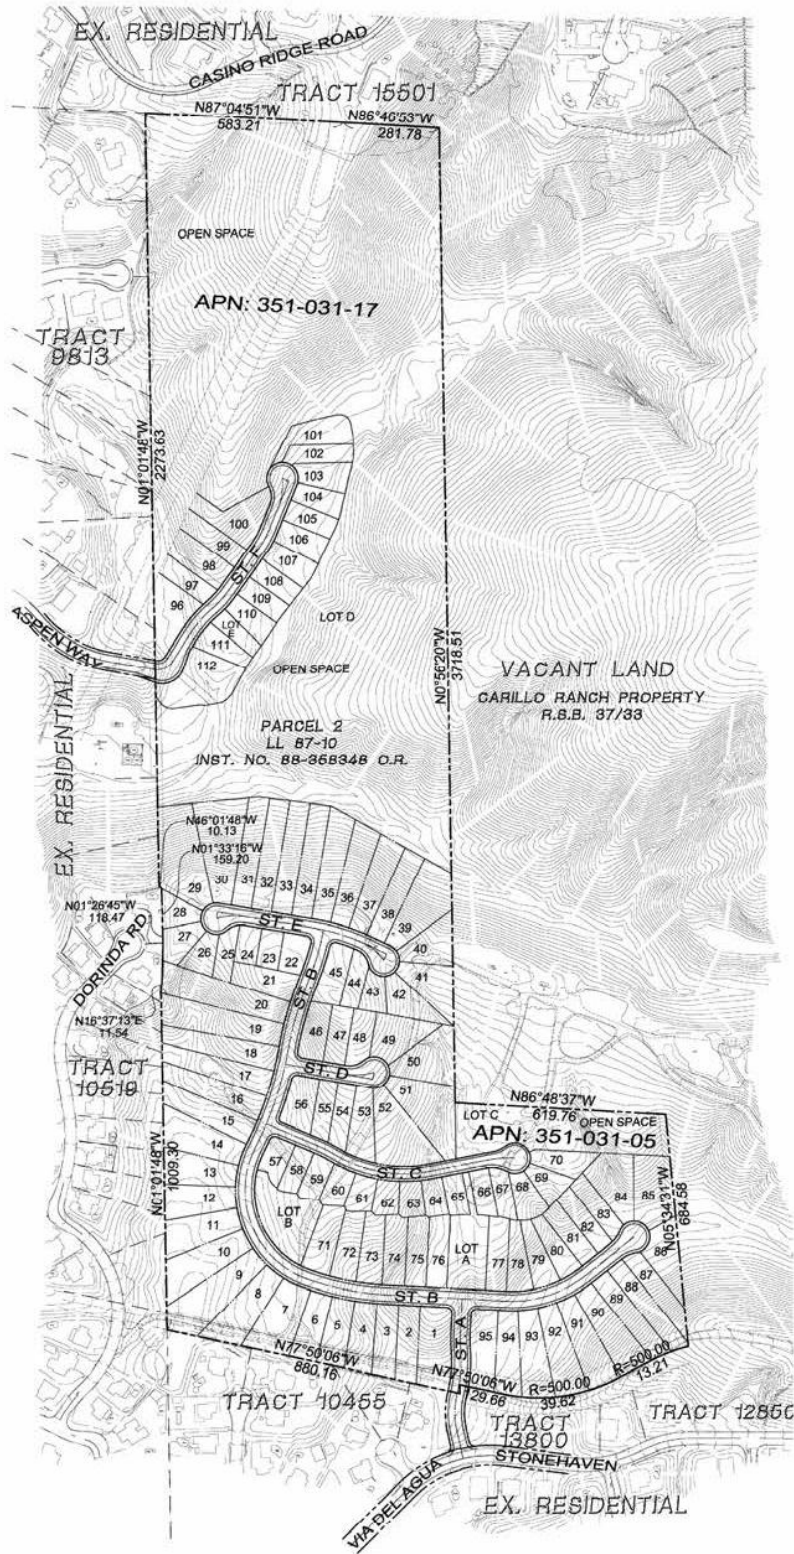 EX. RESIDENTIAL
CASINO RIDGE ROAD
TRACT 15501
N87°04'51"W
583.21
N86°46'53"W
281.78
OPEN SPACE
APN: 351-031-17
TRACT
9813
N01°01'48"W
2273.63
101
102
103
104
105
106
107
108
109
110
LOT
E
111
112
100
99
98
97
96
ST. F
LOT D
OPEN SPACE
ASPEN WAY
N0°56'20"W
3718.51
VACANT LAND
CARILLO RANCH PROPERTY
R.S.B. 37/33
PARCEL 2
LL 87-10
INST. NO. 88-358348 O.R.
EX. RESIDENTIAL
N46°01'48"W
10.13
N01°33'16"W
159.20
N01°26'45"W
118.47
DORINDA RD
N16°37'13"E
11.54
TRACT
10519
29
30
31
32
33
34
35
36
37
38
39
40
41
42
43
44
45
28
27
26
25
24
23
22
21
20
19
18
17
16
15
14
13
12
11
10
9
8
7
6
5
4
3
2
1
ST. E
ST. B
46
47
48
49
50
51
52
53
54
55
56
ST. D
N86°48'37"W
619.76
LOT C
OPEN SPACE
APN: 351-031-05
N01°01'48"W
1009.30
ST. C
57
58
59
60
61
62
63
64
65
66
67
68
69
70
LOT
B
71
72
73
74
75
76
LOT
A
77
78
79
80
81
82
83
84
85
86
87
88
89
90
91
92
93
94
95
N05°34'31"W
684.58
ST. B
ST. A
N77°50'06"W
880.16
N77°50'06"W
29.66
R=500.00
39.62
R=500.00
13.21
TRACT 10455
TRACT
13800
TRACT 12850
STONEHAVEN
VIA DEL AGUA
EX. RESIDENTIAL